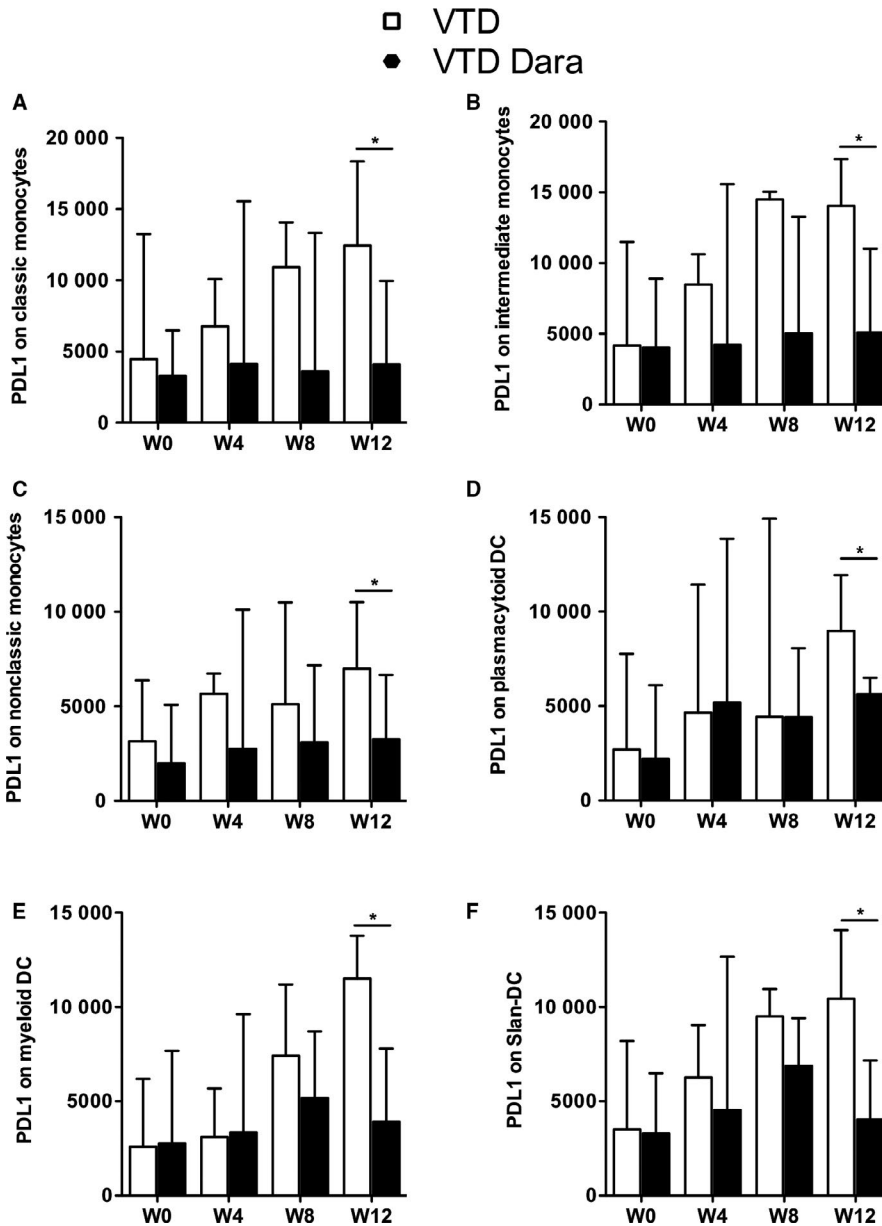 VTD
VTD Dara
A
PDL1 on classic monocytes
20 000
15 000
10 000
5000
0
*
W0 W4 W8 W12
B
PDL1 on intermediate monocytes
20 000
15 000
10 000
5000
0
*
W0 W4 W8 W12
C
PDL1 on nonclassic monocytes
15 000
10 000
5000
0
*
W0 W4 W8 W12
D
PDL1 on plasmacytoid DC
15 000
10 000
5000
0
*
W0 W4 W8 W12
E
PDL1 on myeloid DC
15 000
10 000
5000
0
*
W0 W4 W8 W12
F
PDL1 on Slan-DC
15 000
10 000
5000
0
*
W0 W4 W8 W12